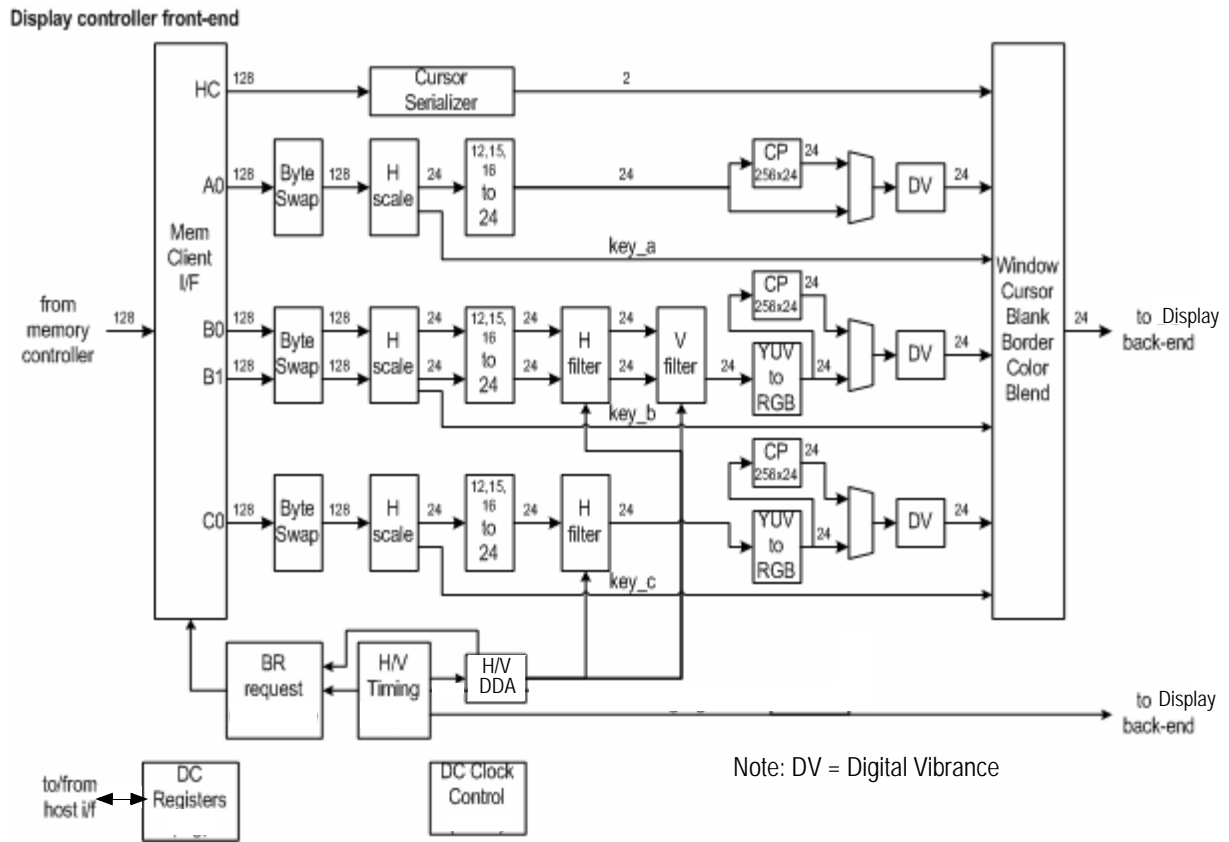 Display controller front-end
HC
128
Cursor
Serializer
2
A0
128
Byte
Swap
128
H
scale
24
12,15,
16
to
24
24
CP
256x24
24
DV
24
key_a
Mem
Client
I/F
from
memory
controller
128
B0
128
B1
128
Byte
Swap
128
128
H
scale
24
24
12,15,
16
to
24
24
24
H
filter
24
24
V
filter
24
CP
256x24
24
YUV
to
RGB
24
DV
24
key_b
Window
Cursor
Blank
Border
Color
Blend
24
to Display
back-end
C0
128
Byte
Swap
128
H
scale
24
12,15,
16
to
24
24
H
filter
24
CP
256x24
24
YUV
to
RGB
24
DV
24
key_c
BR
request
H/V
Timing
H/V
DDA
to Display
back-end
to/from
host i/f
DC
Registers
DC Clock
Control
Note: DV = Digital Vibrance